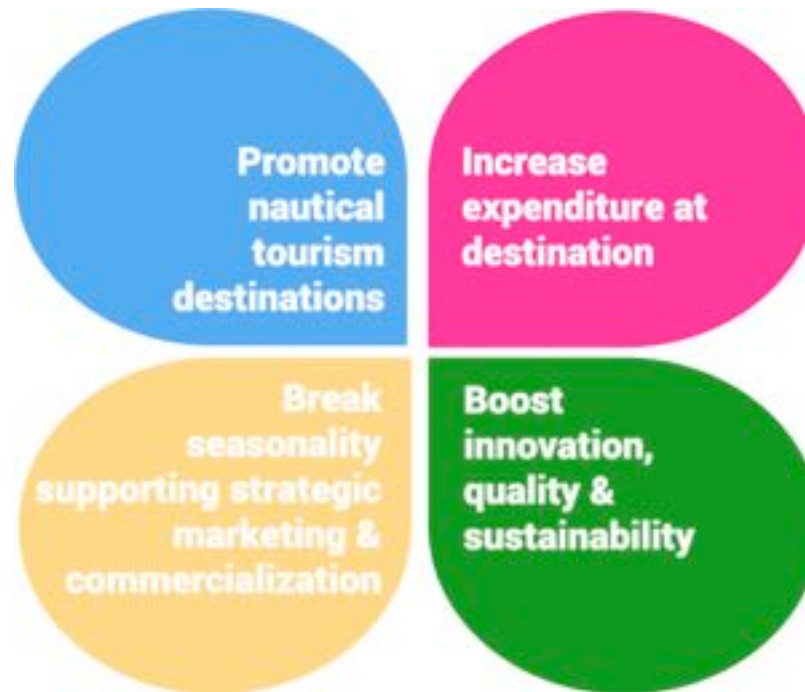 Promote
nautical
tourism
destinations
Increase
expenditure at
destination
Break
seasonality
supporting strategic
marketing &
commercialization
Boost
innovation,
quality &
sustainability